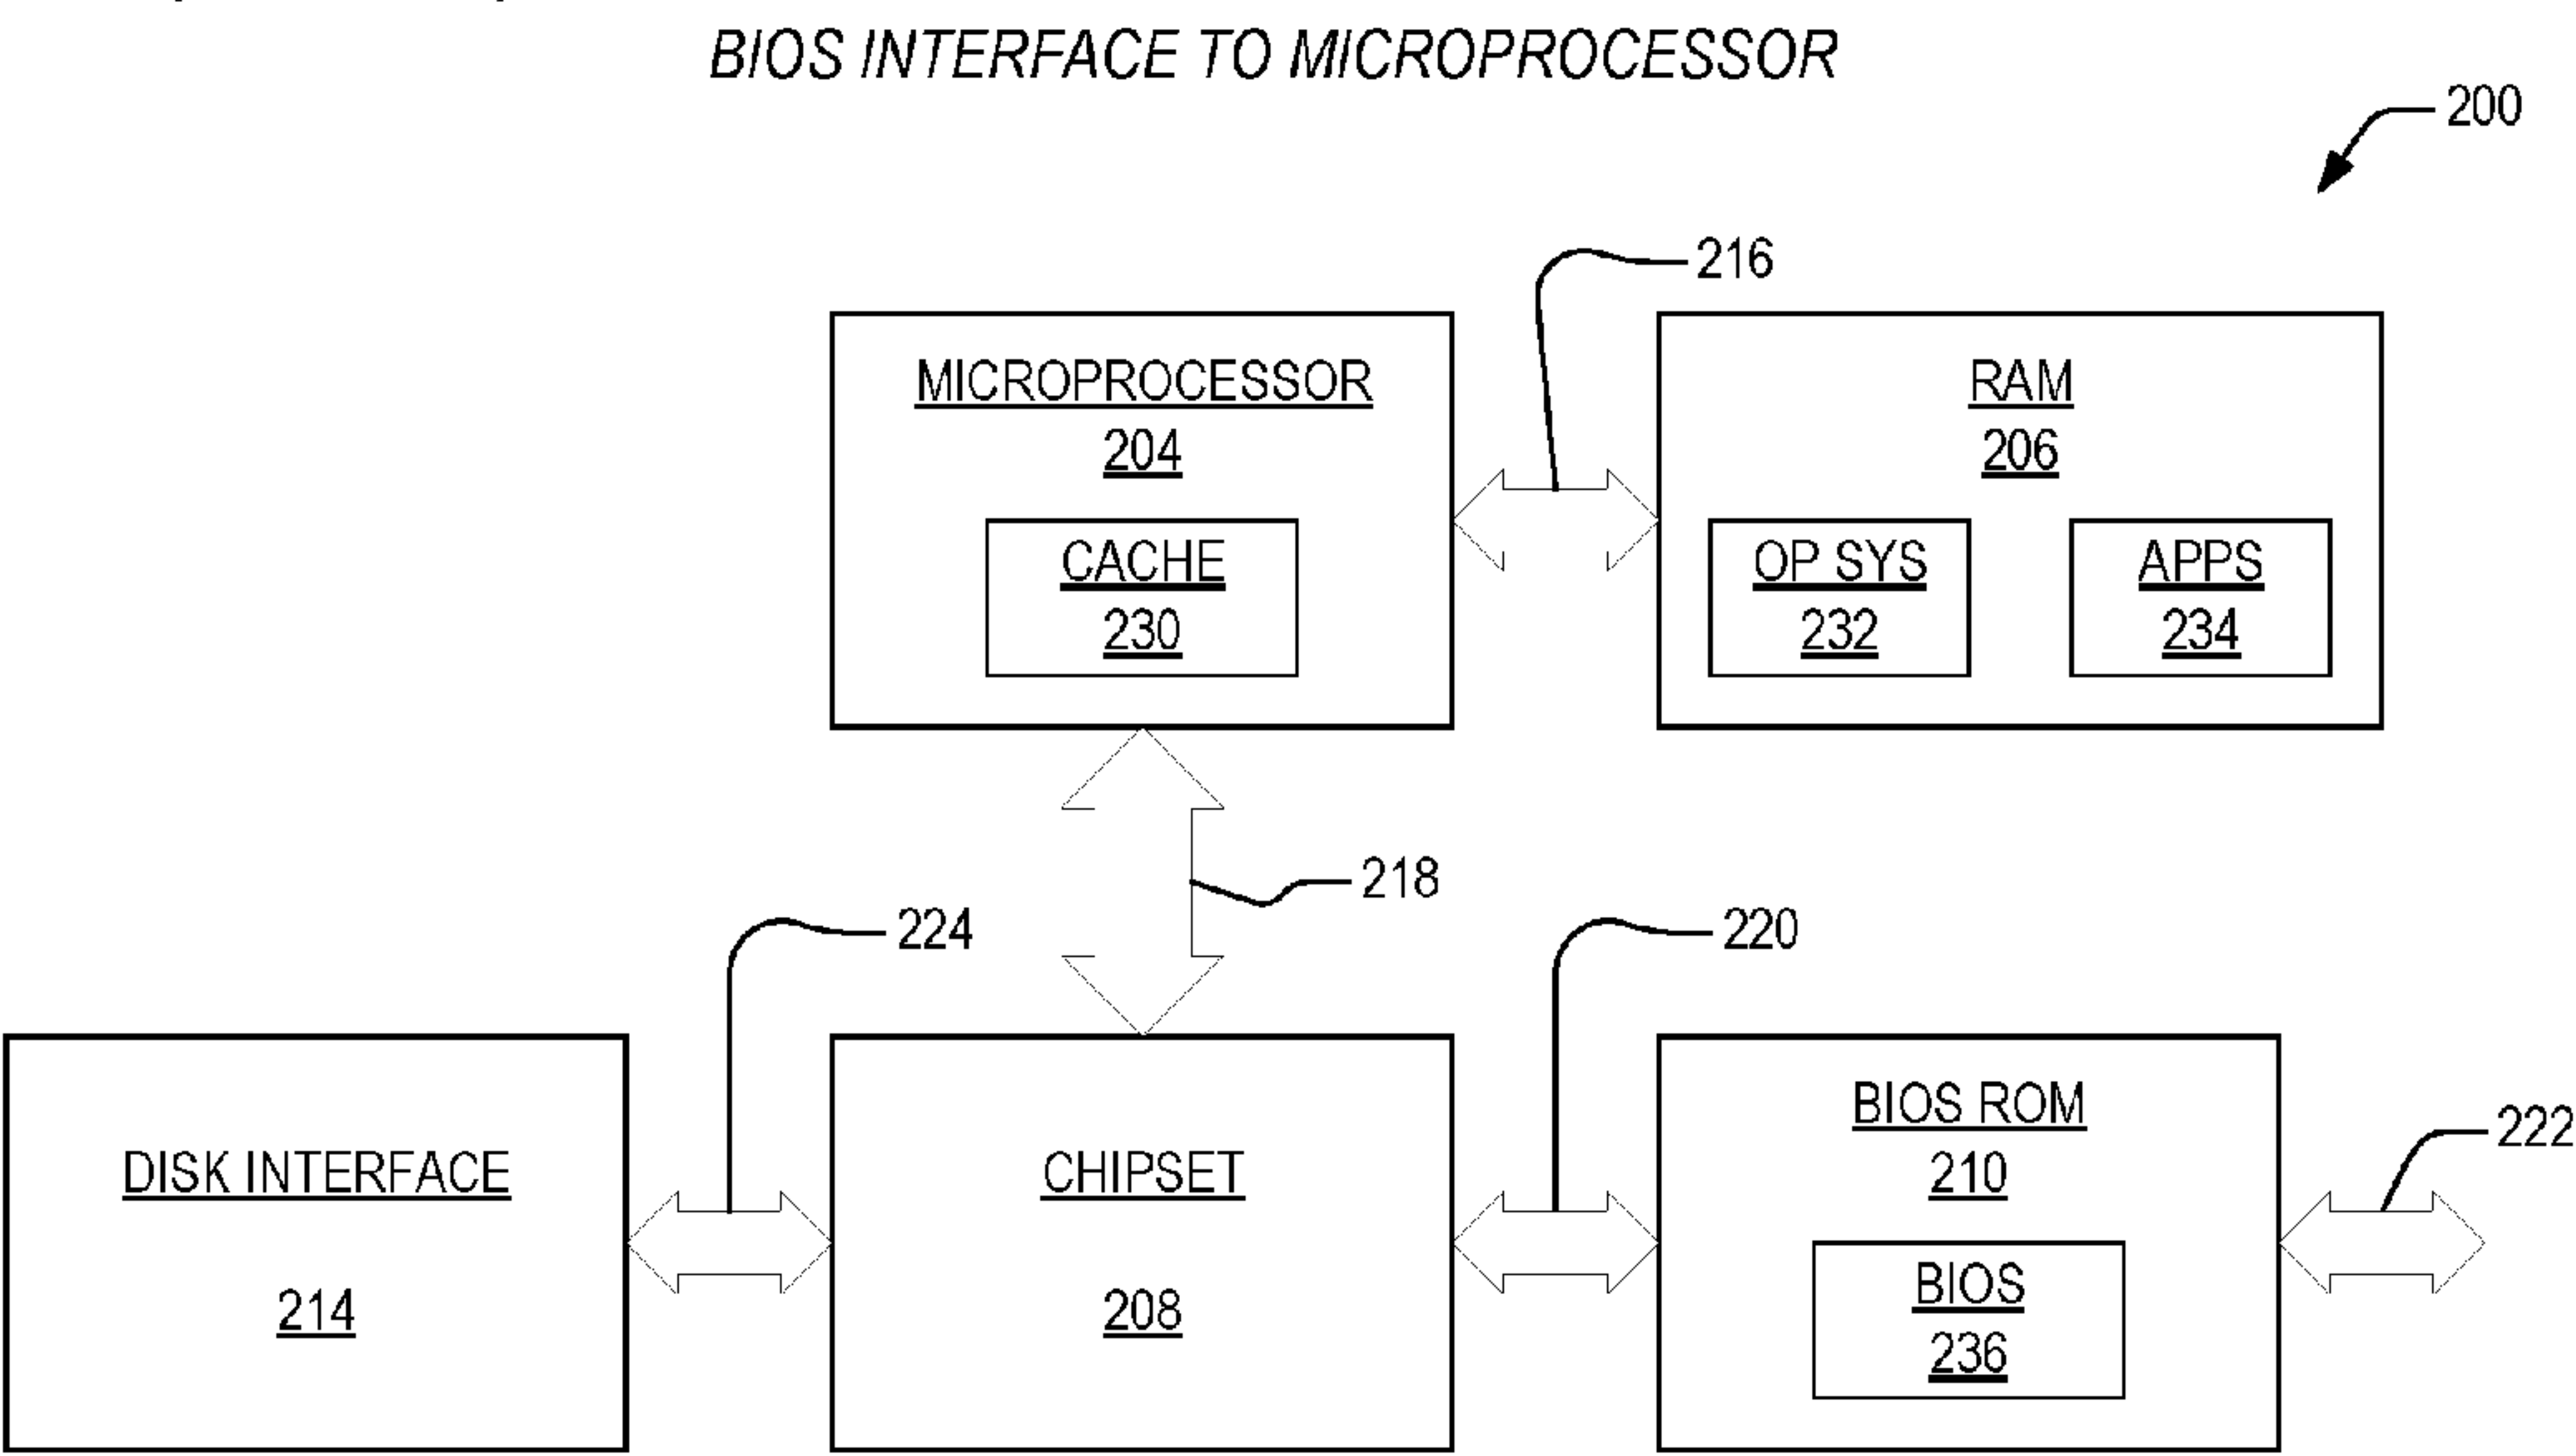 BIOS INTERFACE TO MICROPROCESSOR
200
216
MICROPROCESSOR
204
CACHE
230
RAM
206
OP SYS
232
APPS
234
218
224
220
222
DISK INTERFACE
214
CHIPSET
208
BIOS ROM
210
BIOS
236